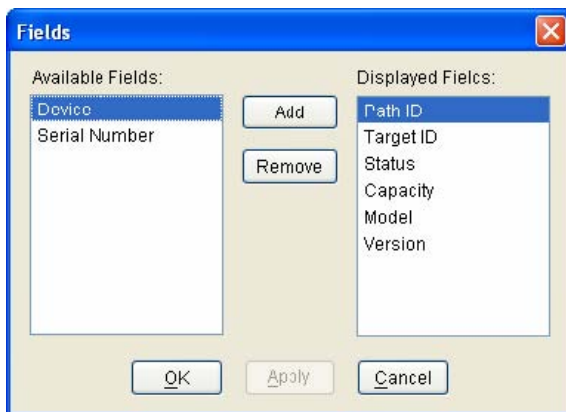 Fields
Available Fields:
Device
Serial Number
Add
Remove
Displayed Fields:
Path ID
Target ID
Status
Capacity
Model
Version
OK
Apply
Cancel